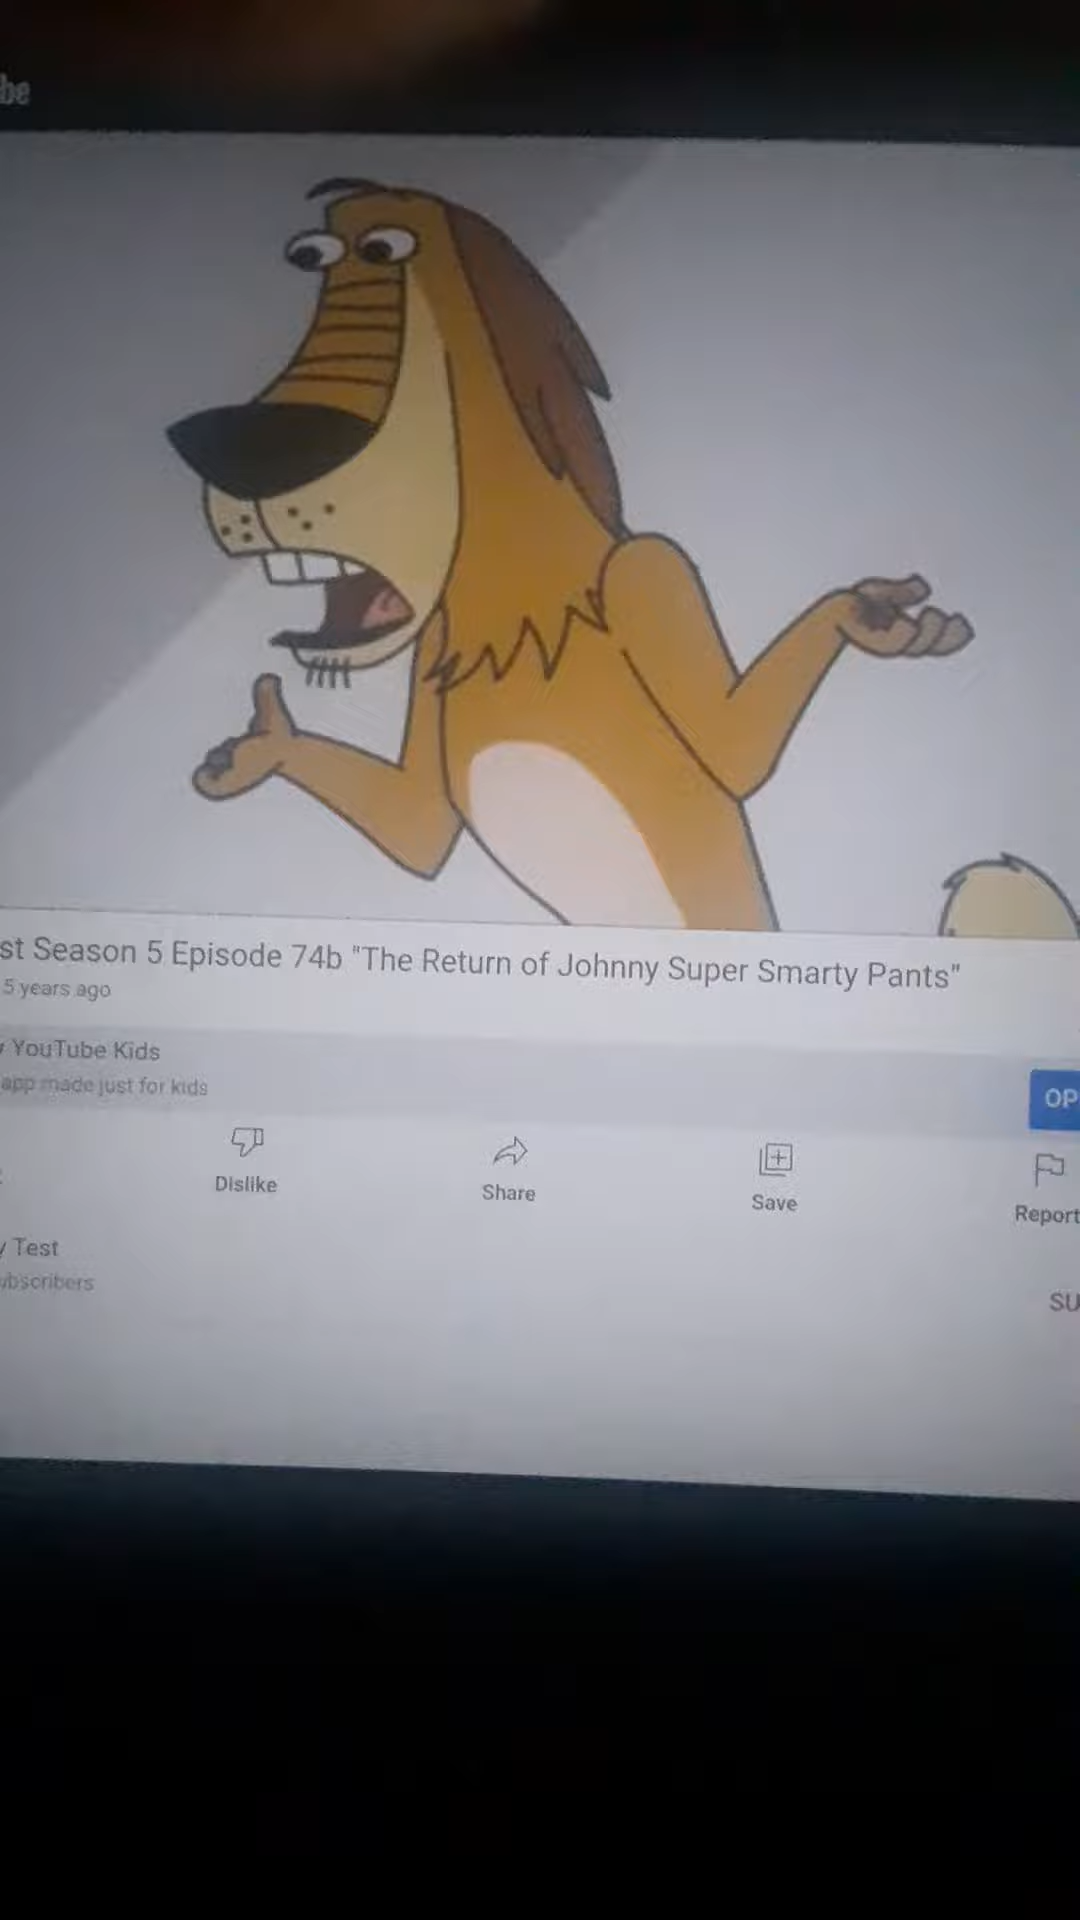 be
st Season 5 Episode 74b "The Return of Johnny Super Smarty Pants"
5 years ago
y YouTube Kids
app made just for kids
OP
Dislike
Share
Save
Report
y Test
ubscribers
SU